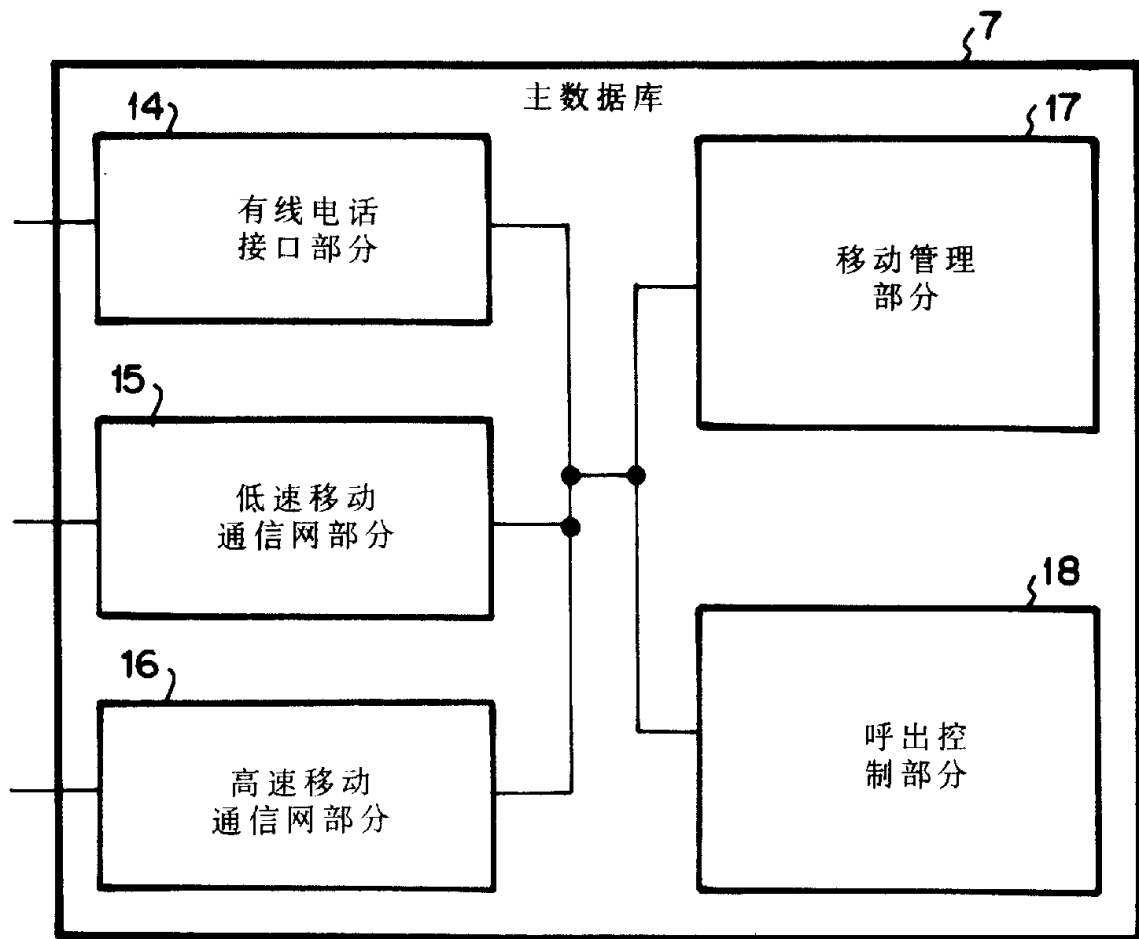 7
主数据库
14
有线电话
接口部分
17
移动管理
部分
15
低速移动
通信网部分
18
呼出控
制部分
16
高速移动
通信网部分